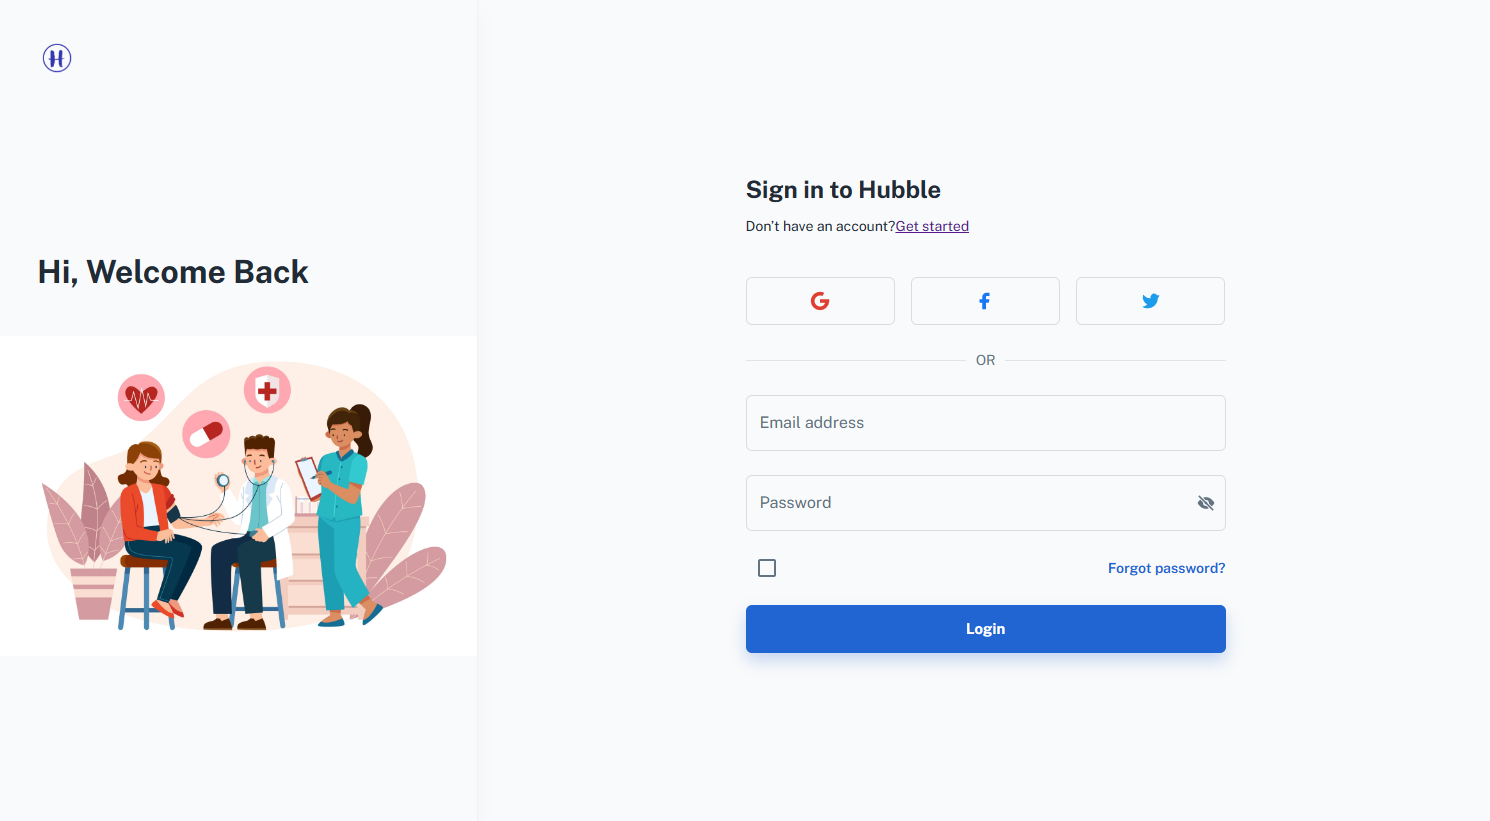 H
Hi, Welcome Back
Sign in to Hubble
Don’t have an account?Get started
OR
Email address
Password
Forgot password?
Login